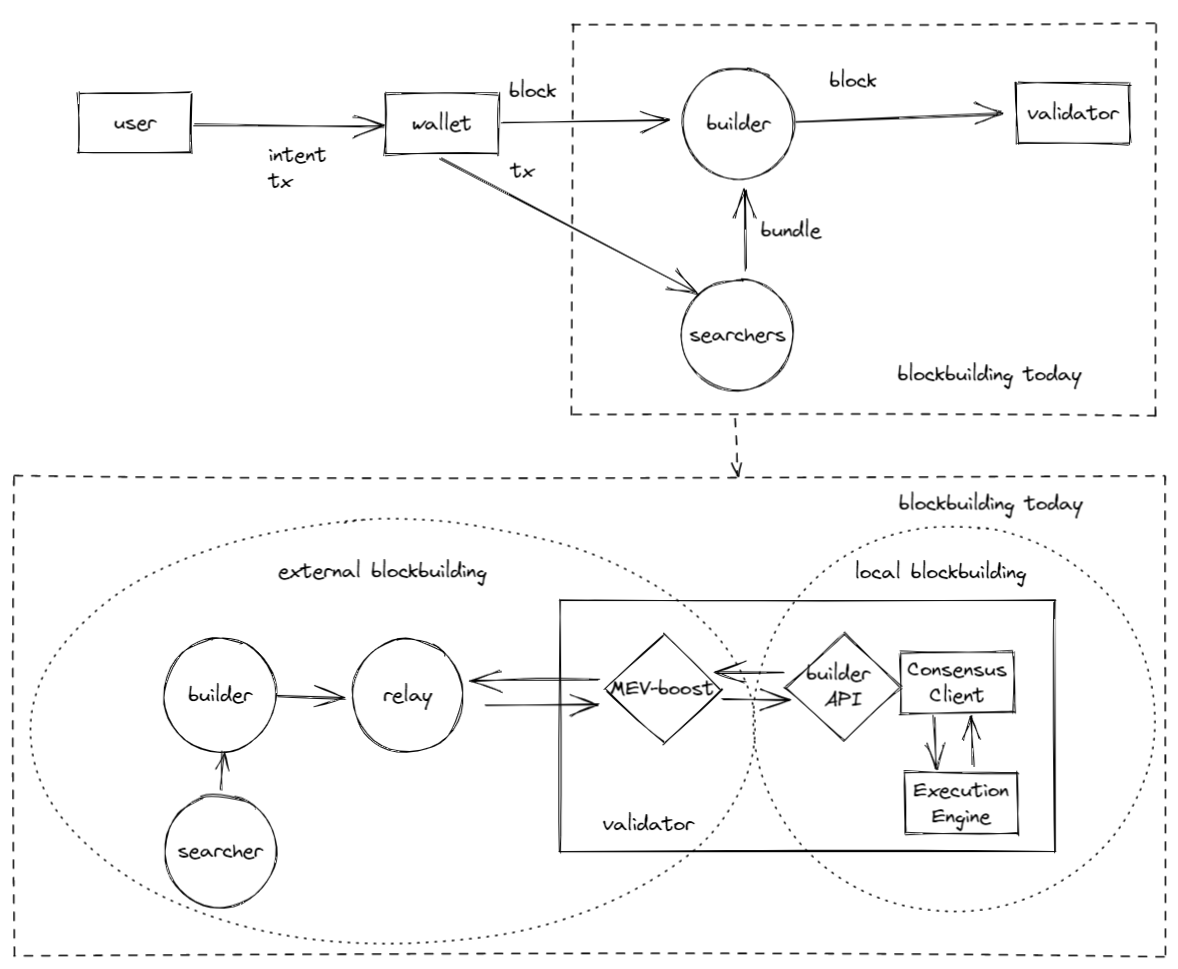 block
block
user
wallet
builder
validator
intent
tx
tx
bundle
searchers
blockbuilding today
blockbuilding today
external blockbuilding
local blockbuilding
builder
relay
MEV-boost
builder
API
Consensus
Client
Execution
Engine
validator
searcher